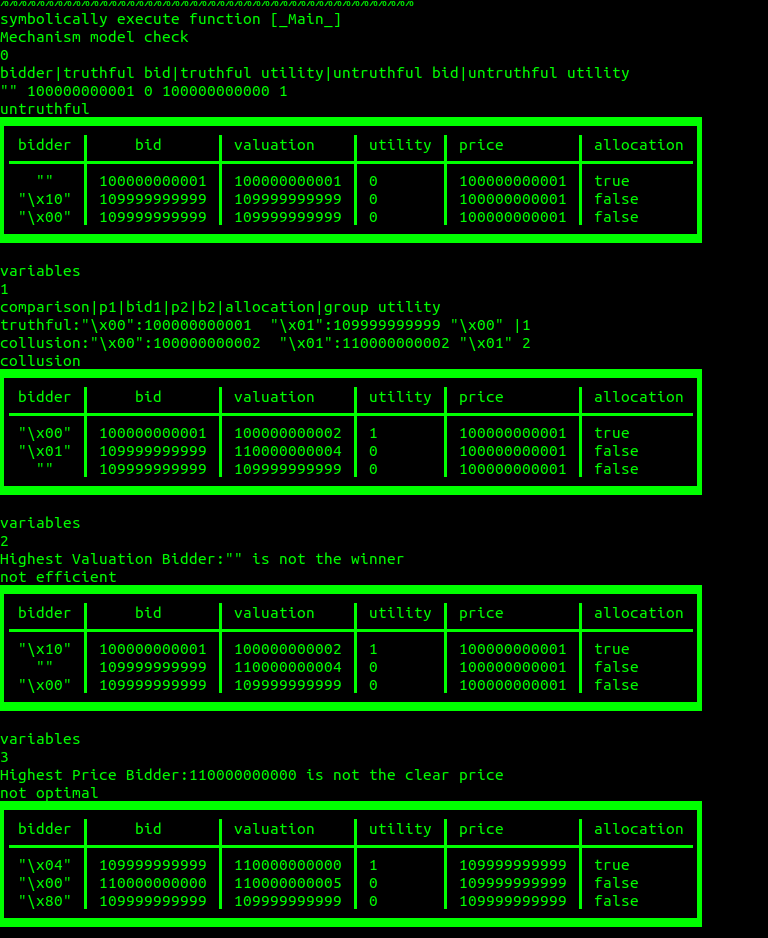 symbolically execute function [_Main_]
Mechanism model check
0
bidder|truthful bid|truthful utility|untruthful bid|untruthful utility
"" 100000000001 0 100000000000 1
untruthful
bidder bid valuation utility price allocation
"" 100000000001 100000000001 0 100000000001 true
"\x10" 109999999999 109999999999 0 100000000001 false
"\x00" 109999999999 109999999999 0 100000000001 false
variables
1
comparison|p1|bid1|p2|b2|allocation|group utility
truthful:"\x00":100000000001  "\x01":109999999999 "\x00" |1
collusion:"\x00":100000000002  "\x01":110000000002 "\x01" 2
collusion
bidder bid valuation utility price allocation
"\x00" 100000000001 100000000002 1 100000000001 true
"\x01" 109999999999 110000000004 0 100000000001 false
"" 109999999999 109999999999 0 100000000001 false
variables
2
Highest Valuation Bidder:"" is not the winner
not efficient
bidder bid valuation utility price allocation
"\x10" 100000000001 100000000002 1 100000000001 true
"" 109999999999 110000000004 0 100000000001 false
"\x00" 109999999999 109999999999 0 100000000001 false
variables
3
Highest Price Bidder:110000000000 is not the clear price
not optimal
bidder bid valuation utility price allocation
"\x04" 109999999999 110000000000 1 109999999999 true
"\x00" 110000000000 110000000005 0 109999999999 false
"\x80" 109999999999 109999999999 0 109999999999 false